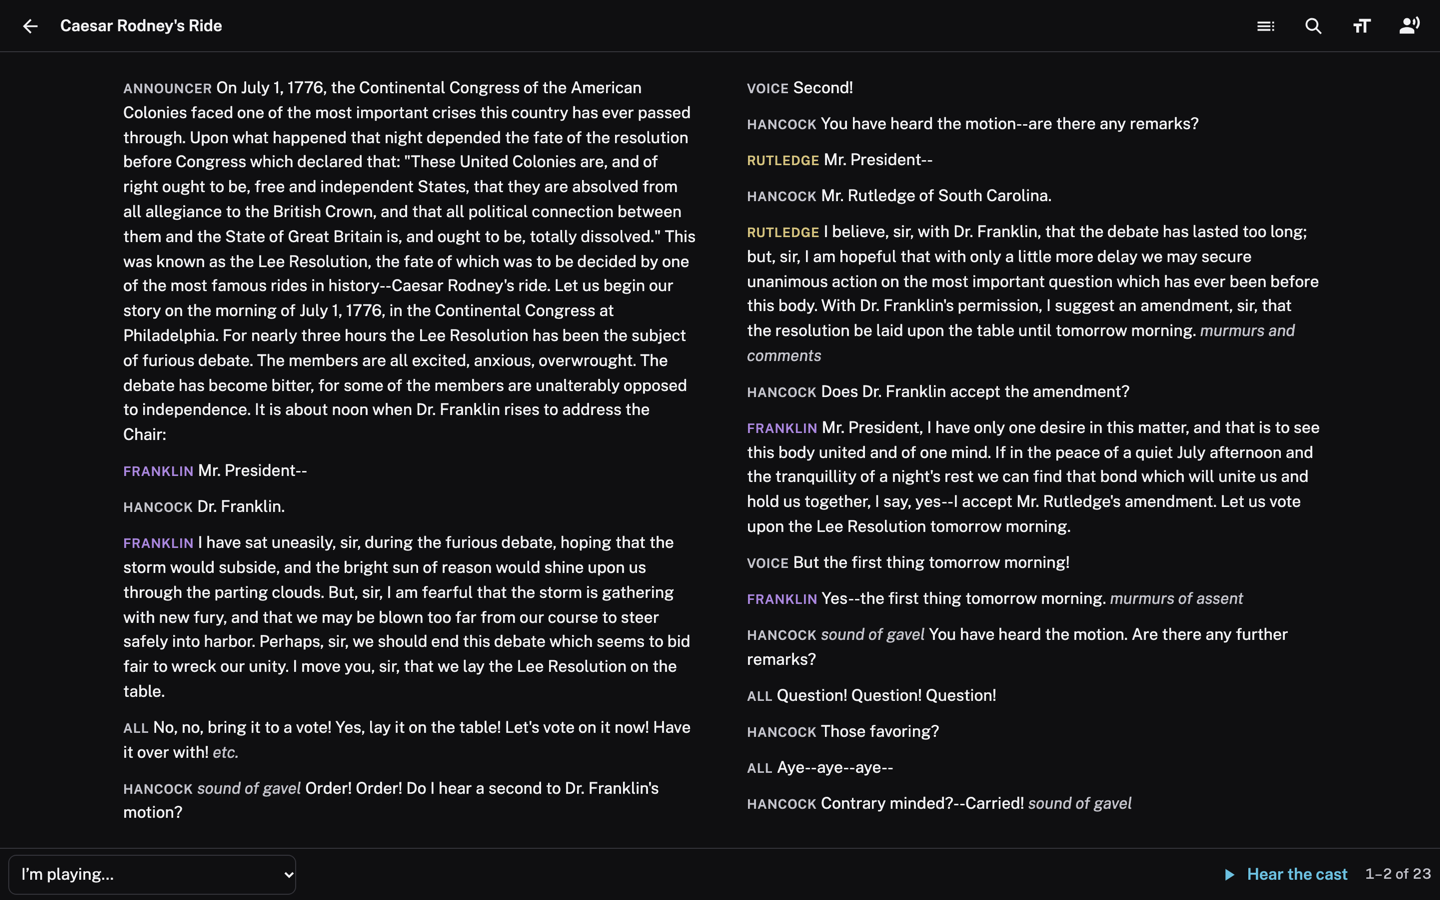 Caesar Rodney's Ride
ANNOUNCER On July 1, 1776, the Continental Congress of the American
Colonies faced one of the most important crises this country has ever passed
through. Upon what happened that night depended the fate of the resolution
before Congress which declared that: "These United Colonies are, and of
right ought to be, free and independent States, that they are absolved from
all allegiance to the British Crown, and that all political connection between
them and the State of Great Britain is, and ought to be, totally dissolved." This
was known as the Lee Resolution, the fate of which was to be decided by one
of the most famous rides in history--Caesar Rodney's ride. Let us begin our
story on the morning of July 1, 1776, in the Continental Congress at
Philadelphia. For nearly three hours the Lee Resolution has been the subject
of furious debate. The members are all excited, anxious, overwrought. The
debate has become bitter, for some of the members are unalterably opposed
to independence. It is about noon when Dr. Franklin rises to address the
Chair:
FRANKLIN Mr. President--
HANCOCK Dr. Franklin.
FRANKLIN I have sat uneasily, sir, during the furious debate, hoping that the
storm would subside, and the bright sun of reason would shine upon us
through the parting clouds. But, sir, I am fearful that the storm is gathering
with new fury, and that we may be blown too far from our course to steer
safely into harbor. Perhaps, sir, we should end this debate which seems to bid
fair to wreck our unity. I move you, sir, that we lay the Lee Resolution on the
table.
ALL No, no, bring it to a vote! Yes, lay it on the table! Let's vote on it now! Have
it over with! etc.
HANCOCK sound of gavel Order! Order! Do I hear a second to Dr. Franklin's
motion?
VOICE Second!
HANCOCK You have heard the motion--are there any remarks?
RUTLEDGE Mr. President--
HANCOCK Mr. Rutledge of South Carolina.
RUTLEDGE I believe, sir, with Dr. Franklin, that the debate has lasted too long;
but, sir, I am hopeful that with only a little more delay we may secure
unanimous action on the most important question which has ever been before
this body. With Dr. Franklin's permission, I suggest an amendment, sir, that
the resolution be laid upon the table until tomorrow morning. murmurs and
comments
HANCOCK Does Dr. Franklin accept the amendment?
FRANKLIN Mr. President, I have only one desire in this matter, and that is to see
this body united and of one mind. If in the peace of a quiet July afternoon and
the tranquillity of a night's rest we can find that bond which will unite us and
hold us together, I say, yes--I accept Mr. Rutledge's amendment. Let us vote
upon the Lee Resolution tomorrow morning.
VOICE But the first thing tomorrow morning!
FRANKLIN Yes--the first thing tomorrow morning. murmurs of assent
HANCOCK sound of gavel You have heard the motion. Are there any further
remarks?
ALL Question! Question! Question!
HANCOCK Those favoring?
ALL Aye--aye--aye--
HANCOCK Contrary minded?--Carried! sound of gavel
I'm playing...
Hear the cast
1–2 of 23